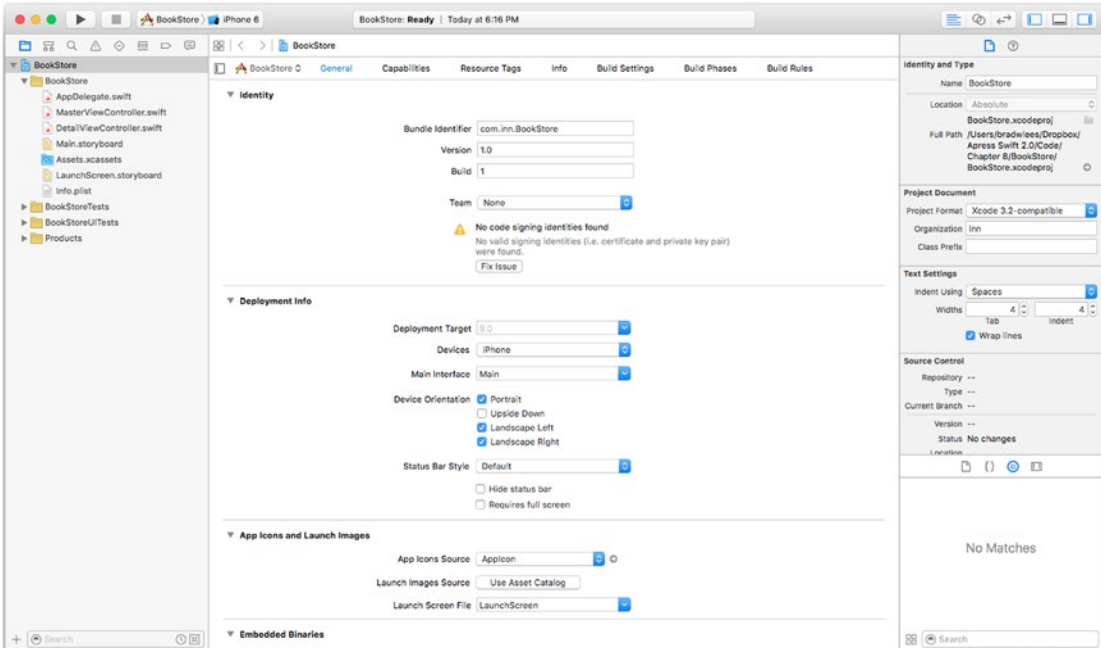 BookStore
iPhone 6
BookStore: Ready | Today at 6:16 PM
BookStore
BookStore
AppDelegate.swift
MasterViewController.swift
DetailViewController.swift
Main.storyboard
Assets.xcassets
LaunchScreen.storyboard
Info.plist
BookStoreTests
BookStoreUITests
Products
Search
BookStore
BookStore General Capabilities Resource Tags Info Build Settings Build Phases Build Rules
Identity
Bundle Identifier com.inn.BookStore
Version 1.0
Build 1
Team None
No code signing identities found
No valid signing identities (i.e. certificate and private key pair)
were found.
Fix Issue
Deployment Info
Deployment Target 9.0
Devices iPhone
Main Interface Main
Device Orientation Portrait
Upside Down
Landscape Left
Landscape Right
Status Bar Style Default
Hide status bar
Requires full screen
App Icons and Launch Images
App Icons Source AppIcon
Launch Images Source Use Asset Catalog
Launch Screen File LaunchScreen
Embedded Binaries
Identity and Type
Name BookStore
Location Absolute
BookStore.xcodeproj
Full Path /Users/bradwlees/Dropbox/
Apress Swift 2.0/Code/
Chapter 8/BookStore/
BookStore.xcodeproj
Project Document
Project Format Xcode 3.2-compatible
Organization Inn
Class Prefix
Text Settings
Indent Using Spaces
Widths 4 4
Tab Indent
Wrap lines
Source Control
Repository --
Type --
Current Branch --
Version --
Status No changes
Location
No Matches
Search